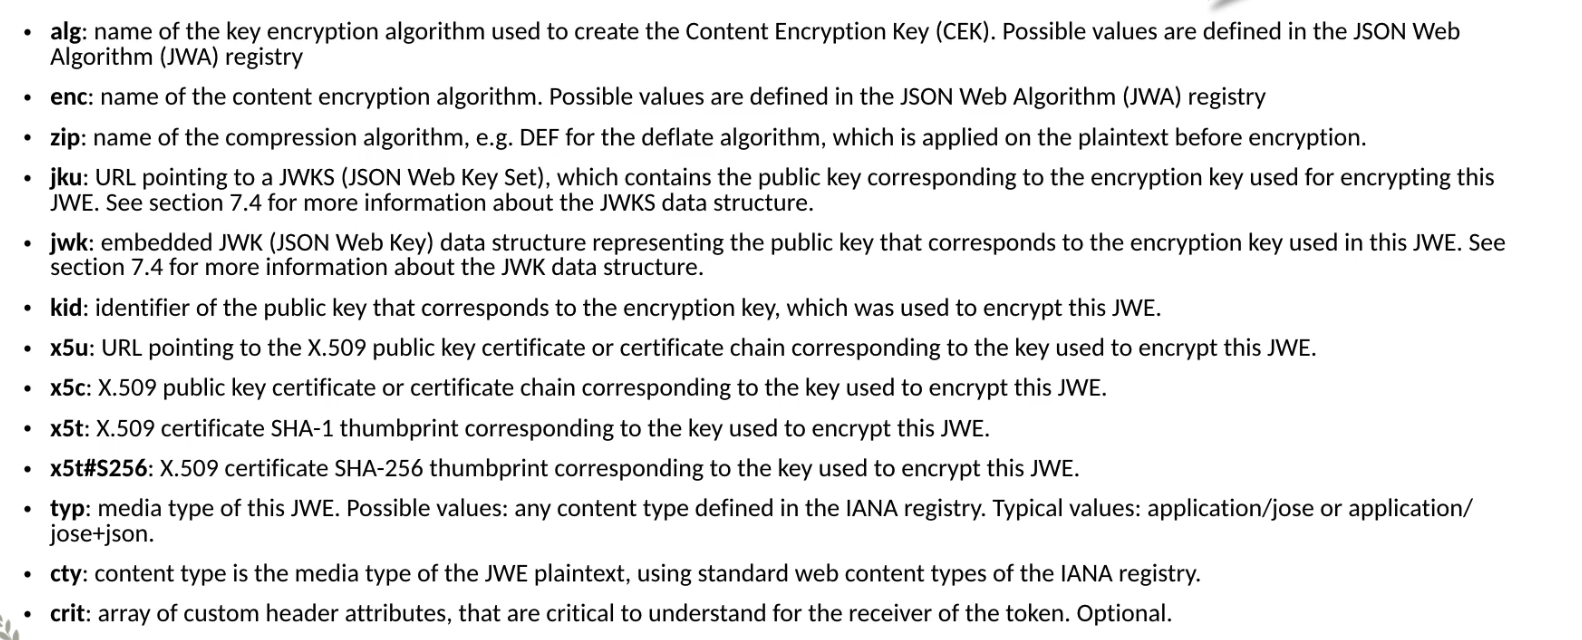 • alg: name of the key encryption algorithm used to create the Content Encryption Key (CEK). Possible values are defined in the JSON Web
Algorithm (JWA) registry
• enc: name of the content encryption algorithm. Possible values are defined in the JSON Web Algorithm (JWA) registry
• zip: name of the compression algorithm, e.g. DEF for the deflate algorithm, which is applied on the plaintext before encryption.
• jku: URL pointing to a JWKS (JSON Web Key Set), which contains the public key corresponding to the encryption key used for encrypting this
JWE. See section 7.4 for more information about the JWKS data structure.
• jwk: embedded JWK (JSON Web Key) data structure representing the public key that corresponds to the encryption key used in this JWE. See
section 7.4 for more information about the JWK data structure.
• kid: identifier of the public key that corresponds to the encryption key, which was used to encrypt this JWE.
• x5u: URL pointing to the X.509 public key certificate or certificate chain corresponding to the key used to encrypt this JWE.
• x5c: X.509 public key certificate or certificate chain corresponding to the key used to encrypt this JWE.
• x5t: X.509 certificate SHA-1 thumbprint corresponding to the key used to encrypt this JWE.
• x5t#S256: X.509 certificate SHA-256 thumbprint corresponding to the key used to encrypt this JWE.
• typ: media type of this JWE. Possible values: any content type defined in the IANA registry. Typical values: application/jose or application/
jose+json.
• cty: content type is the media type of the JWE plaintext, using standard web content types of the IANA registry.
• crit: array of custom header attributes, that are critical to understand for the receiver of the token. Optional.